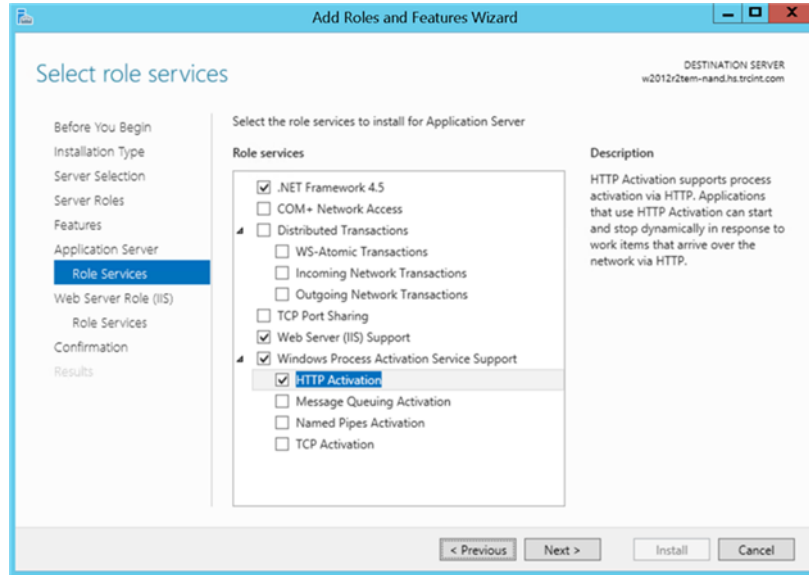 Add Roles and Features Wizard
Select role services
DESTINATION SERVER
w2012r2tem-nand.hs.trcint.com
Before You Begin
Installation Type
Server Selection
Server Roles
Features
Application Server
Role Services
Web Server Role (IIS)
Role Services
Confirmation
Results
Select the role services to install for Application Server
Role services
.NET Framework 4.5
COM+ Network Access
Distributed Transactions
WS-Atomic Transactions
Incoming Network Transactions
Outgoing Network Transactions
TCP Port Sharing
Web Server (IIS) Support
Windows Process Activation Service Support
HTTP Activation
Message Queuing Activation
Named Pipes Activation
TCP Activation
Description
HTTP Activation supports process
activation via HTTP. Applications
that use HTTP Activation can start
and stop dynamically in response to
work items that arrive over the
network via HTTP.
< Previous
Next >
Install
Cancel